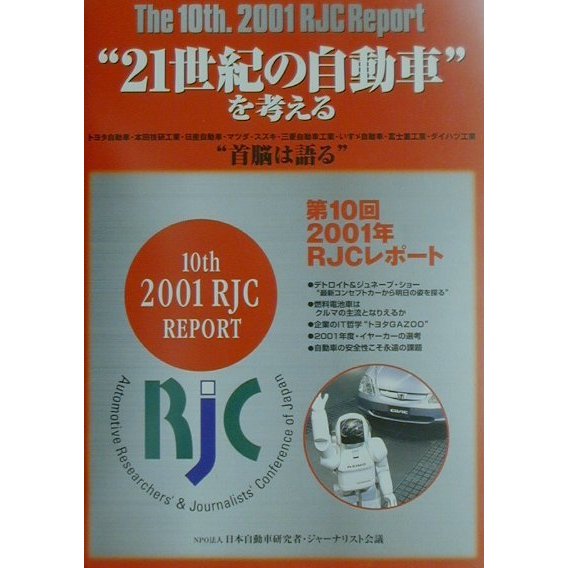 The 10th. 2001 RJC Report
“21世紀の自動車”
を考える
トヨタ自動車・本田技研工業・日産自動車・マツダ・スズキ・三菱自動車工業・いすゞ自動車・富士重工業・ダイハツ工業
“首脳は語る”
第10回
2001年
RJCレポート
10th
2001 RJC
REPORT
●デトロイト&ジュネーブ・ショー
“最新コンセプトカーから明日の姿を探る”
●燃料電池車は
クルマの主流となりえるか
●企業のIT哲学“トヨタGAZOO”
●2001年度・イヤーカーの選考
●自動車の安全性こそ永遠の課題
RJC
Automotive Researchers' & Journalists' Conference of Japan
CIVIC
NPO法人 日本自動車研究者・ジャーナリスト会議